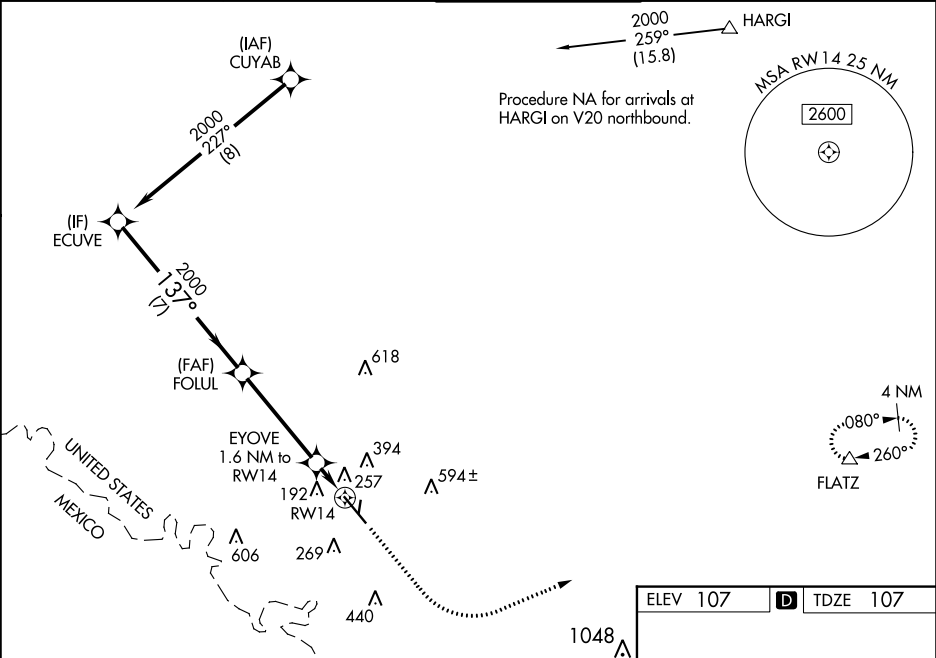 2000
259°
(15.8)
HARGI
(IAF)
CUYAB
MSA RW14 25 NM
2600
Procedure NA for arrivals at
HARGI on V20 northbound.
2000
227°
(8)
(IF)
ECUVE
2000
137°
(7)
(FAF)
FOLUL
618
4 NM
080°
260°
FLATZ
EYOVE
1.6 NM to
RW14
394
257
594±
192
RW14
UNITED STATES
MEXICO
606
269
440
1048
ELEV 107 D TDZE 107